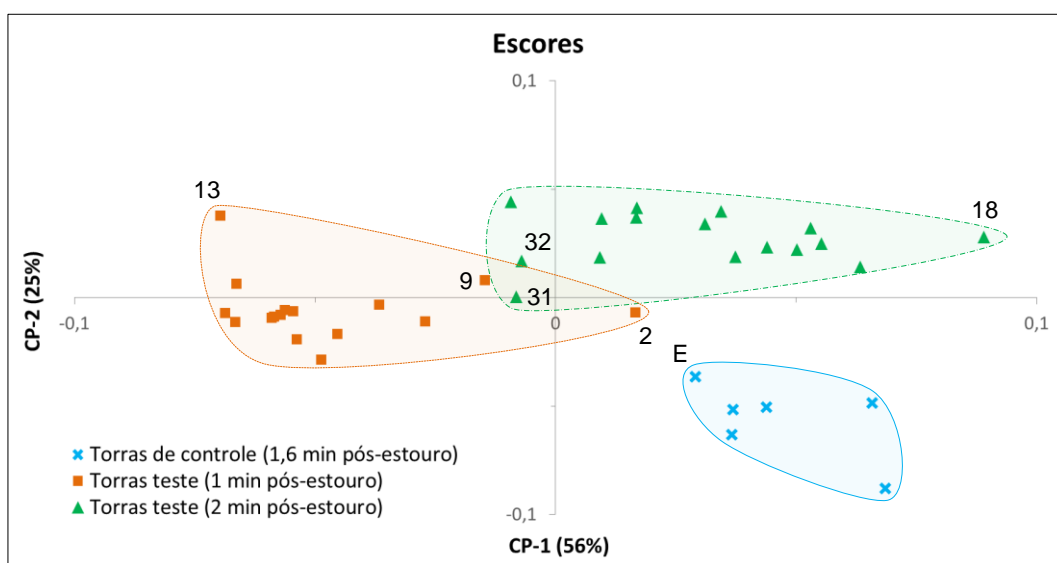 Escores
0,1
13
18
32
9
31
-0,1
0
0,1
2
E
CP-2 (25%)
Torras de controle (1,6 min pós-estouro)
Torras teste (1 min pós-estouro)
Torras teste (2 min pós-estouro)
-0,1
CP-1 (56%)